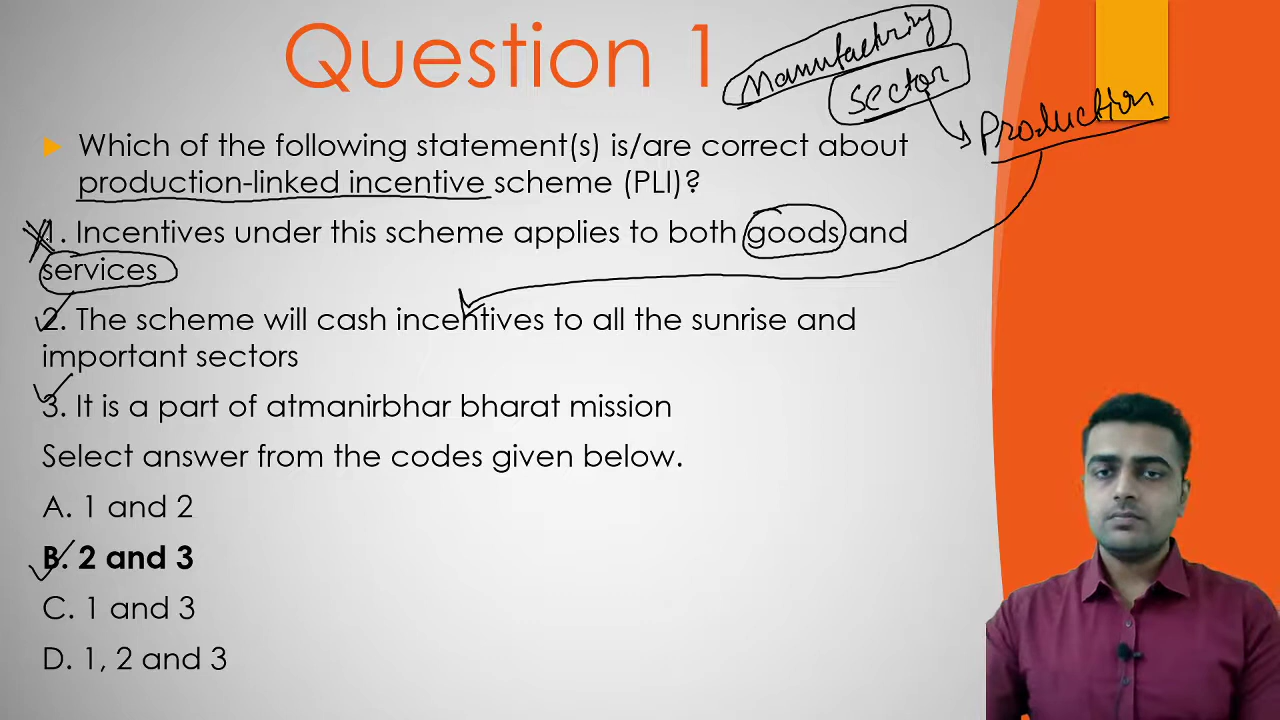 Question 1
Manufacturing
sector
Production
Which of the following statement(s) is/are correct about
production-linked incentive scheme (PLI)?
1. Incentives under this scheme applies to both goods and
services
2. The scheme will cash incentives to all the sunrise and
important sectors
3. It is a part of atmanirbhar bharat mission
Select answer from the codes given below.
A. 1 and 2
B. 2 and 3
C. 1 and 3
D. 1, 2 and 3